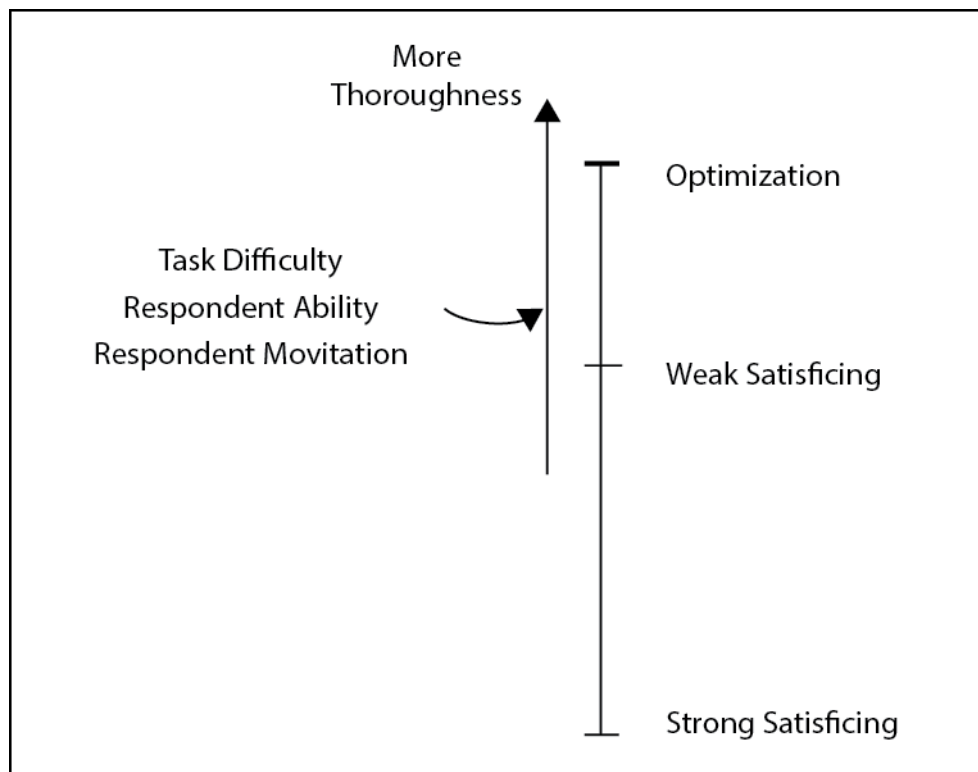 More
Thoroughness
Optimization
Task Difficulty
Respondent Ability
Respondent Movitation
Weak Satisficing
Strong Satisficing